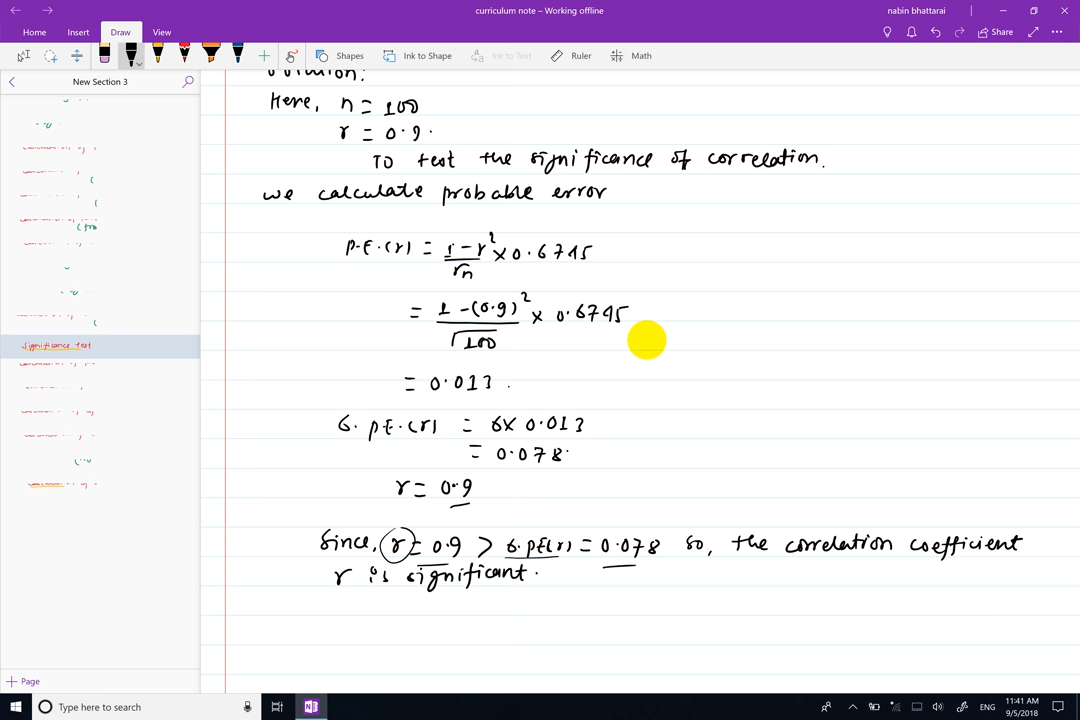 curriculum note – Working offline
nabin bhattarai
Home Insert Draw View
Share
Shapes Ink to Shape Ink to Text Ruler Math
New Section 3
Solution:
Here, n = 100
r = 0.9.
To test the significance of correlation.
we calculate probable error
P.E.(r) = 1 - r² / √n × 0.6745
= 1 - (0.9)² / √100 × 0.6745
= 0.013.
6. P.E.(r) = 6 × 0.013
= 0.078.
r = 0.9
Since, r = 0.9 > 6.PE(r) = 0.078 so, the correlation coefficient
r is significant.
Significance test
Page
Type here to search
ENG
11:41 AM
9/5/2018